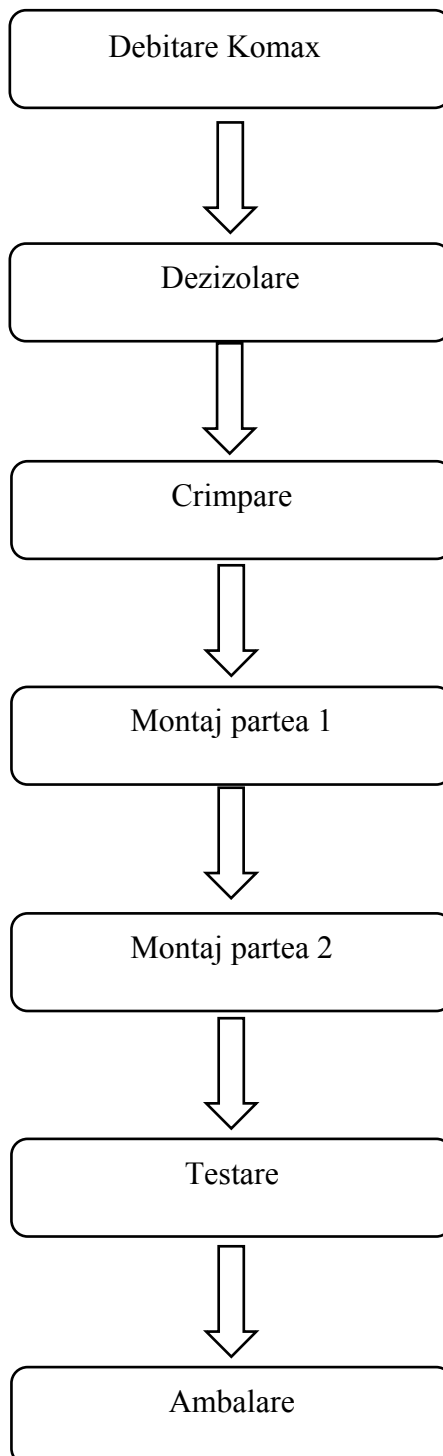 Debitare Komax
Dezizolare
Crimpare
Montaj partea 1
Montaj partea 2
Testare
Ambalare